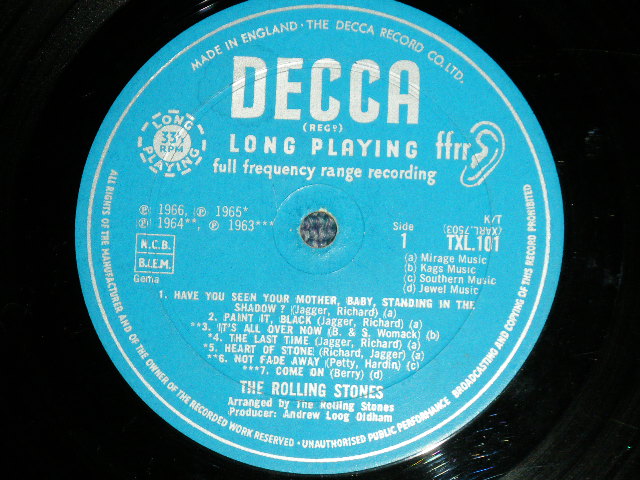 MADE IN ENGLAND · THE DECCA RECORD CO. LTD.
DECCA
(REGD)
LONG PLAYING
ffrr
full frequency range recording
LONG PLAYING
33⅓
RPM
Ⓟ 1966, Ⓟ 1965*
Ⓟ 1964**, Ⓟ 1963***
N.C.B.
B.I.E.M.
Gema
Side
1
K/T
(XARL.7503)
TXL.101
(a) Mirage Music
(b) Kags Music
(c) Southern Music
(d) Jewel Music
1. HAVE YOU SEEN YOUR MOTHER, BABY, STANDING IN THE
SHADOW? (Jagger, Richard) (a)
2. PAINT IT, BLACK (Jagger, Richard) (a)
**3. IT'S ALL OVER NOW (B. & S. Womack) (b)
*4. THE LAST TIME (Jagger, Richard) (a)
*5. HEART OF STONE (Richard, Jagger) (a)
**6. NOT FADE AWAY (Petty, Hardin) (c)
***7. COME ON (Berry) (d)
THE ROLLING STONES
Arranged by The Rolling Stones
Producer: Andrew Loog Oldham
ALL RIGHTS OF THE MANUFACTURER AND OF THE OWNER OF THE RECORDED WORK RESERVED · UNAUTHORISED PUBLIC PERFORMANCE BROADCASTING AND COPYING OF THIS RECORD PROHIBITED